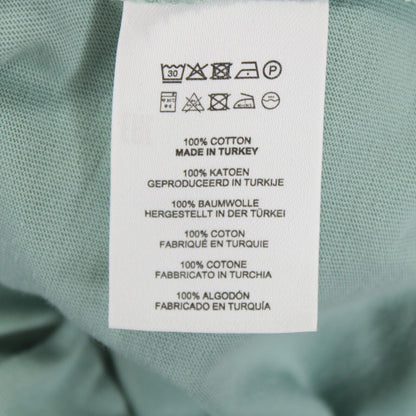 30
P
100% COTTON
MADE IN TURKEY
100% KATOEN
GEPRODUCEERD IN TURKIJE
100% BAUMWOLLE
HERGESTELLT IN DER TÜRKEI
100% COTON
FABRIQUÉ EN TURQUIE
100% COTONE
FABBRICATO IN TURCHIA
100% ALGODÓN
FABRICADO EN TURQUÍA